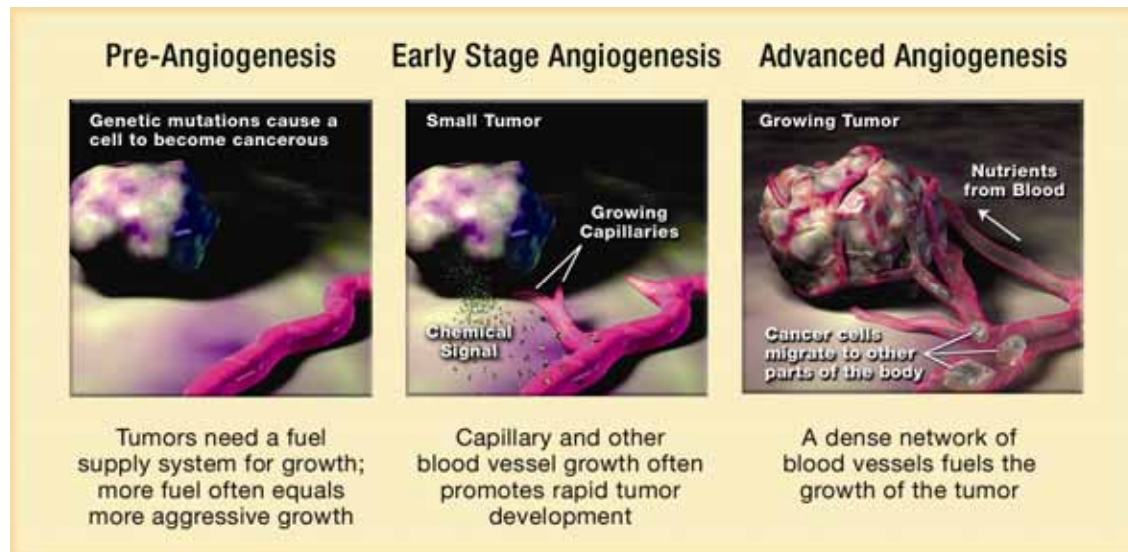 Pre-Angiogenesis
Genetic mutations cause a
cell to become cancerous
Tumors need a fuel
supply system for growth;
more fuel often equals
more aggressive growth
Early Stage Angiogenesis
Small Tumor
Growing
Capillaries
Chemical
Signal
Capillary and other
blood vessel growth often
promotes rapid tumor
development
Advanced Angiogenesis
Growing Tumor
Nutrients
from Blood
Cancer cells
migrate to other
parts of the body
A dense network of
blood vessels fuels the
growth of the tumor